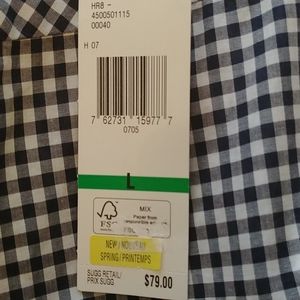 HR8 -
4500501115
00040
H 07
7 62731 15977 7
0705
L
FSC
MIX
Paper from
responsible sources
NEW / NOUVEAU
SPRING / PRINTEMPS
SUGG RETAIL/
PRIX SUGG
$79.00